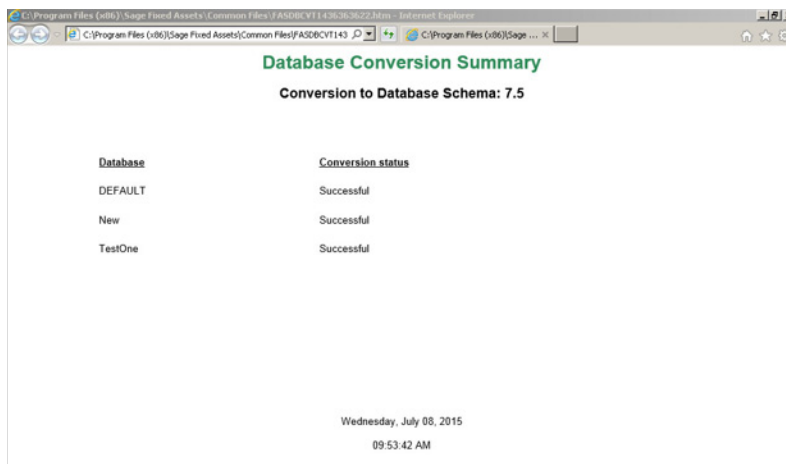 C:\Program Files (x86)\Sage Fixed Assets\Common Files\FASDBCVT1436363622.htm - Internet Explorer
C:\Program Files (x86)\Sage Fixed Assets\Common Files\FASDBCVT143
C:\Program Files (x86)\Sage ...
Database Conversion Summary
Conversion to Database Schema: 7.5
Database Conversion status
DEFAULT Successful
New Successful
TestOne Successful
Wednesday, July 08, 2015
09:53:42 AM